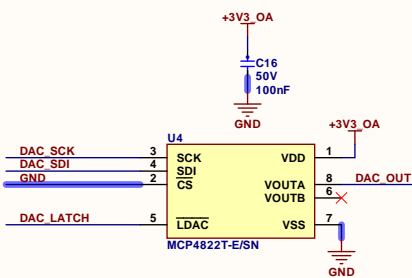 +3V3_OA
C16
50V
100nF
GND
U4
+3V3_OA
DAC_SCK 3 SCK VDD 1
DAC_SDI 4 SDI
GND 2 CS VOUTA 8 DAC_OUT
VOUTB 6
DAC_LATCH 5 LDAC VSS 7
MCP4822T-E/SN
GND